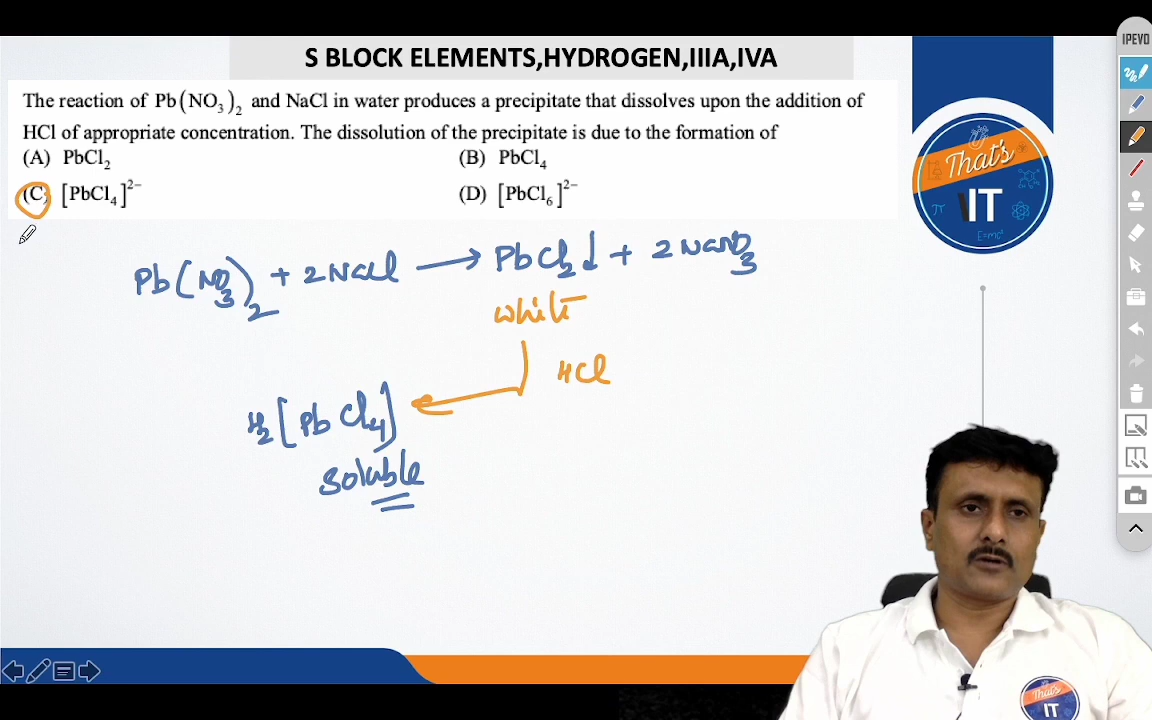 S BLOCK ELEMENTS,HYDROGEN,IIIA,IVA
IPEVO
The reaction of Pb(NO₃)₂ and NaCl in water produces a precipitate that dissolves upon the addition of
HCl of appropriate concentration. The dissolution of the precipitate is due to the formation of
(A) PbCl₂ (B) PbCl₄
(C) [PbCl₄]²⁻ (D) [PbCl₆]²⁻
That's
IT
π E=mc²
Pb(NO₃)₂ + 2NaCl → PbCl₂↓ + 2NaNO₃
white
HCl
H₂[PbCl₄]
soluble
That's
IT